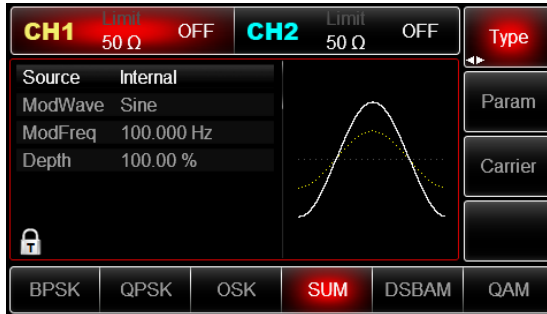 CH1 Limit 50 Ω OFF CH2 Limit 50 Ω OFF Type
Source Internal
ModWave Sine
ModFreq 100.000 Hz
Depth 100.00 %
Param
Carrier
T
BPSK QPSK OSK SUM DSBAM QAM